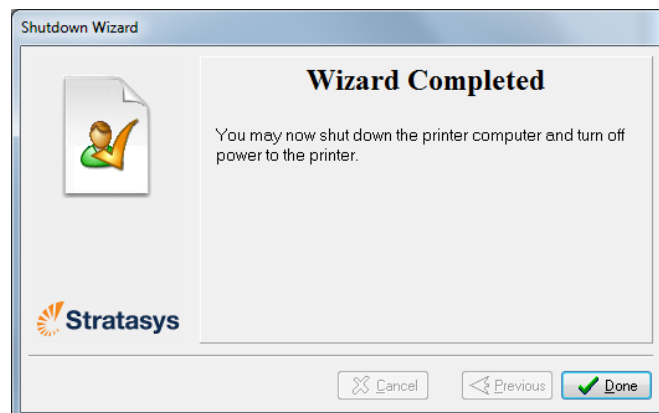 Shutdown Wizard
Wizard Completed
You may now shut down the printer computer and turn off
power to the printer.
Stratasys
Cancel
Previous
Done